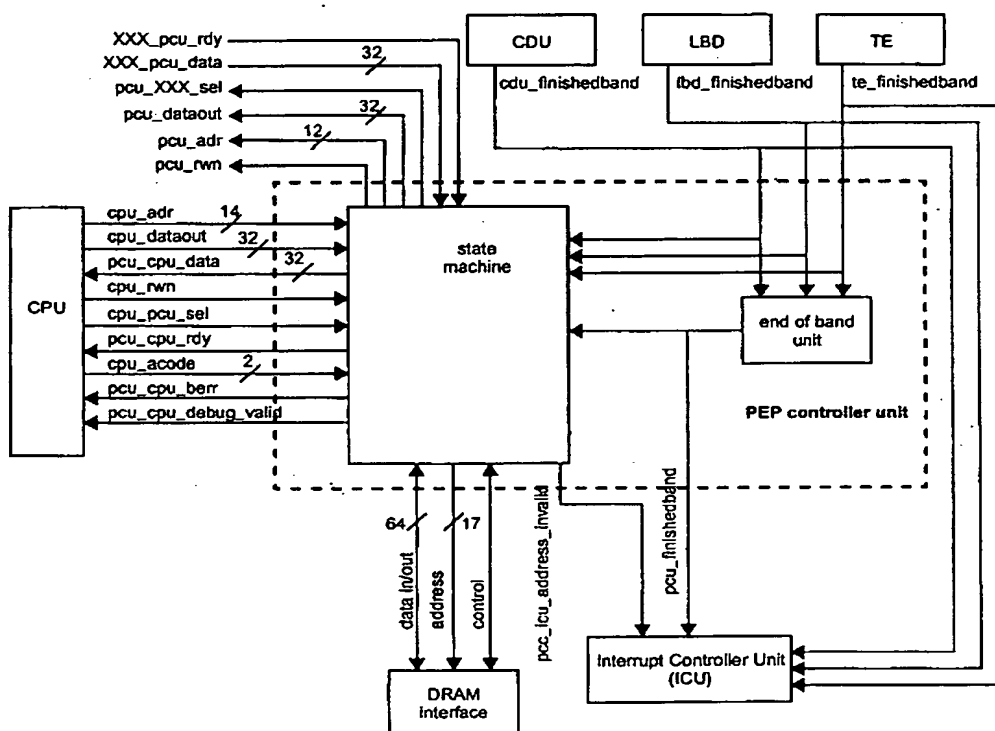 XXX_pcu_rdy
XXX_pcu_data
32
pcu_XXX_sel
pcu_dataout
32
pcu_adr
12
pcu_rwn
CDU
LBD
TE
cdu_finishedband
lbd_finishedband
te_finishedband
CPU
cpu_adr
14
cpu_dataout
32
pcu_cpu_data
32
cpu_rwn
cpu_pcu_sel
pcu_cpu_rdy
cpu_acode
2
pcu_cpu_berr
pcu_cpu_debug_valid
state
machine
end of band
unit
PEP controller unit
64
17
data in/out
address
control
pcc_icu_address_invalid
pcu_finishedband
DRAM
interface
Interrupt Controller Unit
(ICU)